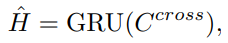 Ĥ = GRU(C^{cross}),